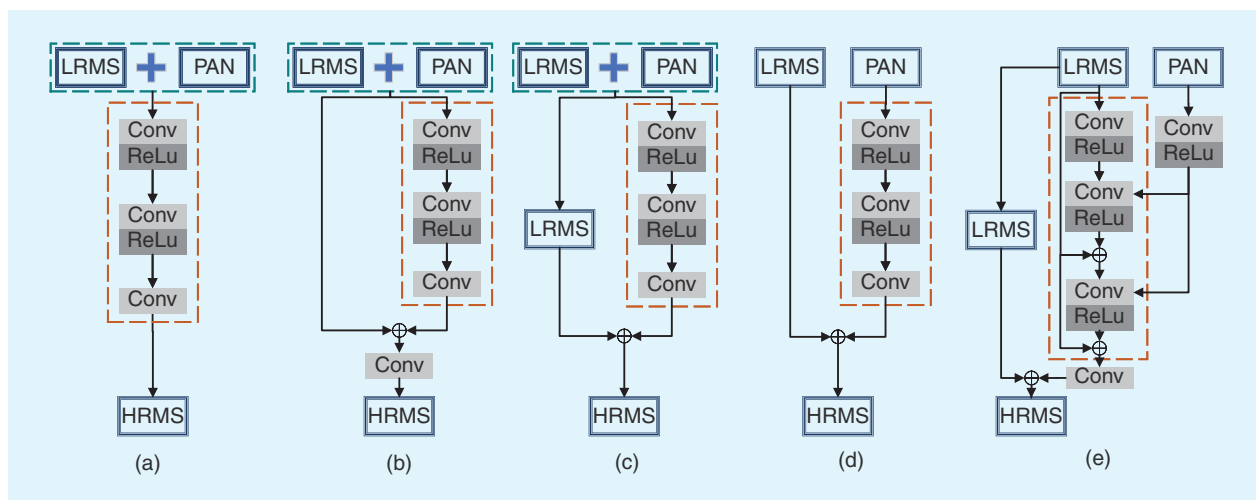 LRMS + PAN
Conv
ReLu
Conv
ReLu
Conv
HRMS
(a)
LRMS + PAN
Conv
ReLu
Conv
ReLu
Conv
Conv
HRMS
(b)
LRMS + PAN
Conv
ReLu
Conv
ReLu
LRMS
Conv
HRMS
(c)
LRMS
PAN
Conv
ReLu
Conv
ReLu
Conv
HRMS
(d)
LRMS
PAN
Conv
ReLu
Conv
ReLu
Conv
ReLu
LRMS
Conv
ReLu
Conv
HRMS
(e)